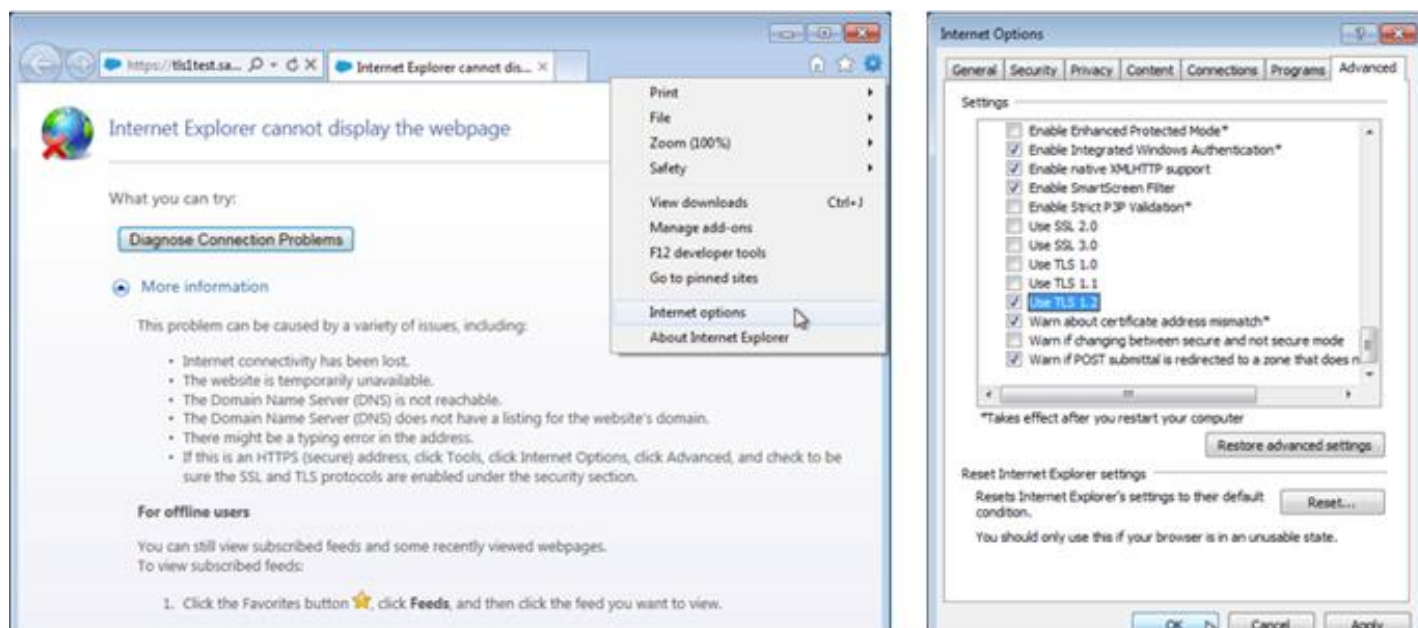 https://tls1test.sa...
Internet Explorer cannot dis...
Internet Explorer cannot display the webpage
What you can try:
Diagnose Connection Problems
More information
This problem can be caused by a variety of issues, including:
• Internet connectivity has been lost.
• The website is temporarily unavailable.
• The Domain Name Server (DNS) is not reachable.
• The Domain Name Server (DNS) does not have a listing for the website's domain.
• There might be a typing error in the address.
• If this is an HTTPS (secure) address, click Tools, click Internet Options, click Advanced, and check to be
sure the SSL and TLS protocols are enabled under the security section.
For offline users
You can still view subscribed feeds and some recently viewed webpages.
To view subscribed feeds:
1. Click the Favorites button , click Feeds, and then click the feed you want to view.
Print
File
Zoom (100%)
Safety
View downloads Ctrl+J
Manage add-ons
F12 developer tools
Go to pinned sites
Internet options
About Internet Explorer
Internet Options
General Security Privacy Content Connections Programs Advanced
Settings
Enable Enhanced Protected Mode*
Enable Integrated Windows Authentication*
Enable native XMLHTTP support
Enable SmartScreen Filter
Enable Strict P3P Validation*
Use SSL 2.0
Use SSL 3.0
Use TLS 1.0
Use TLS 1.1
Use TLS 1.2
Warn about certificate address mismatch*
Warn if changing between secure and not secure mode
Warn if POST submittal is redirected to a zone that does n
*Takes effect after you restart your computer
Restore advanced settings
Reset Internet Explorer settings
Resets Internet Explorer's settings to their default
condition.
Reset...
You should only use this if your browser is in an unusable state.
OK Cancel Apply